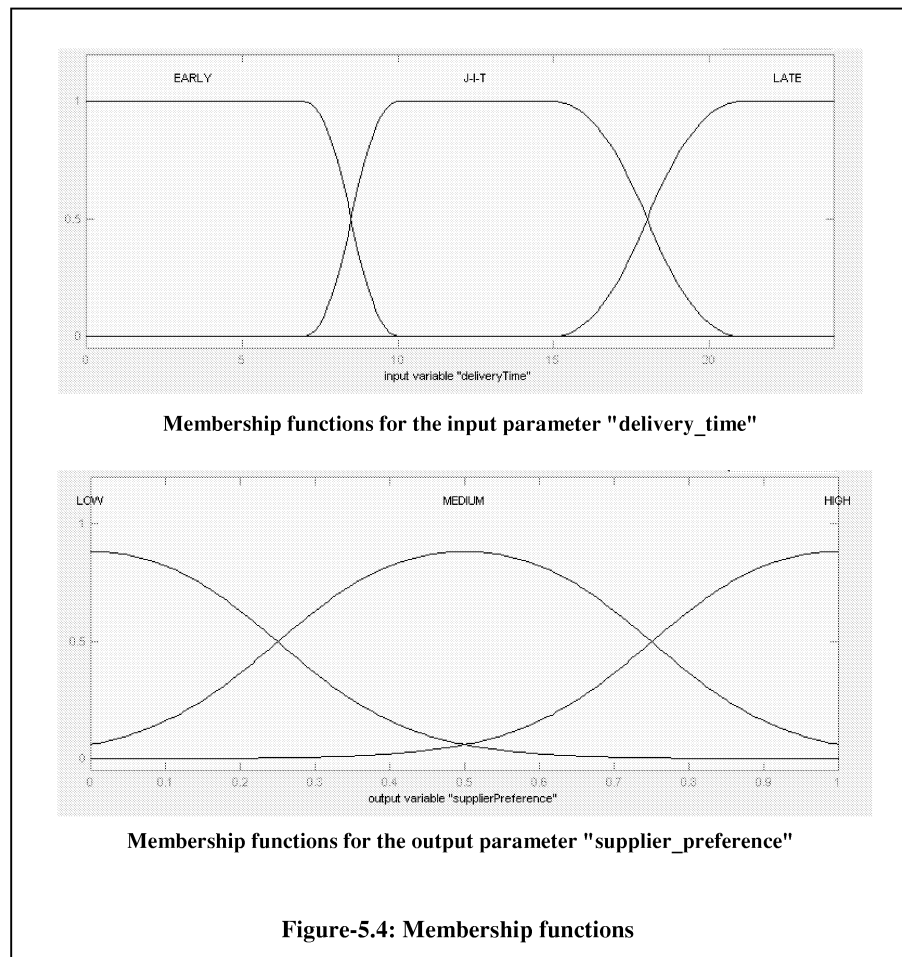 EARLY J-I-T LATE
1
0.5
0
0 5 10 15 20
input variable "deliveryTime"
Membership functions for the input parameter "delivery_time"
LOW MEDIUM HIGH
1
0.5
0
0 0.1 0.2 0.3 0.4 0.5 0.6 0.7 0.8 0.9 1
output variable "supplierPreference"
Membership functions for the output parameter "supplier_preference"
Figure-5.4: Membership functions